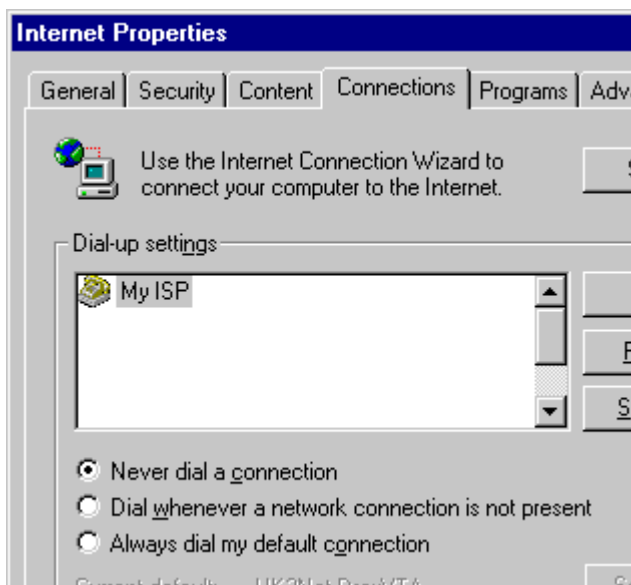 Internet Properties
General Security Content Connections Programs
Use the Internet Connection Wizard to
connect your computer to the Internet.
Dial-up settings
My ISP
Never dial a connection
Dial whenever a network connection is not present
Always dial my default connection